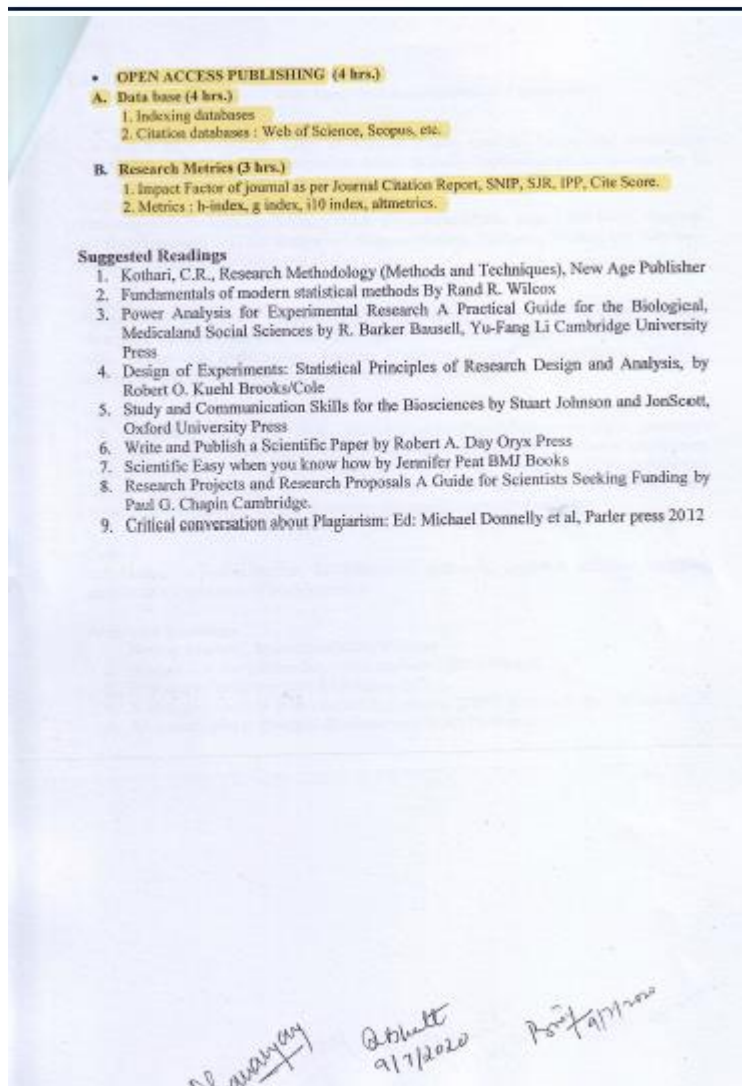 • OPEN ACCESS PUBLISHING (4 hrs.)
A. Data base (4 hrs.)
1. Indexing databases
2. Citation databases : Web of Science, Scopus, etc.
B. Research Metrics (3 hrs.)
1. Impact Factor of journal as per Journal Citation Report, SNIP, SJR, IPP, Cite Score.
2. Metrics : h-index, g index, i10 index, altmetrics.
Suggested Readings
1. Kothari, C.R., Research Methodology (Methods and Techniques), New Age Publisher
2. Fundamentals of modern statistical methods By Rand R. Wilcox
3. Power Analysis for Experimental Research A Practical Guide for the Biological,
Medicaland Social Sciences by R. Barker Bausell, Yu-Fang Li Cambridge University
Press
4. Design of Experiments: Statistical Principles of Research Design and Analysis, by
Robert O. Kuehl Brooks/Cole
5. Study and Communication Skills for the Biosciences by Stuart Johnson and JonScott,
Oxford University Press
6. Write and Publish a Scientific Paper by Robert A. Day Oryx Press
7. Scientific Easy when you know how by Jennifer Peat BMJ Books
8. Research Projects and Research Proposals A Guide for Scientists Seeking Funding by
Paul G. Chapin Cambridge.
9. Critical conversation about Plagiarism: Ed: Michael Donnelly et al, Parler press 2012
9/7/2020 9/7/2020